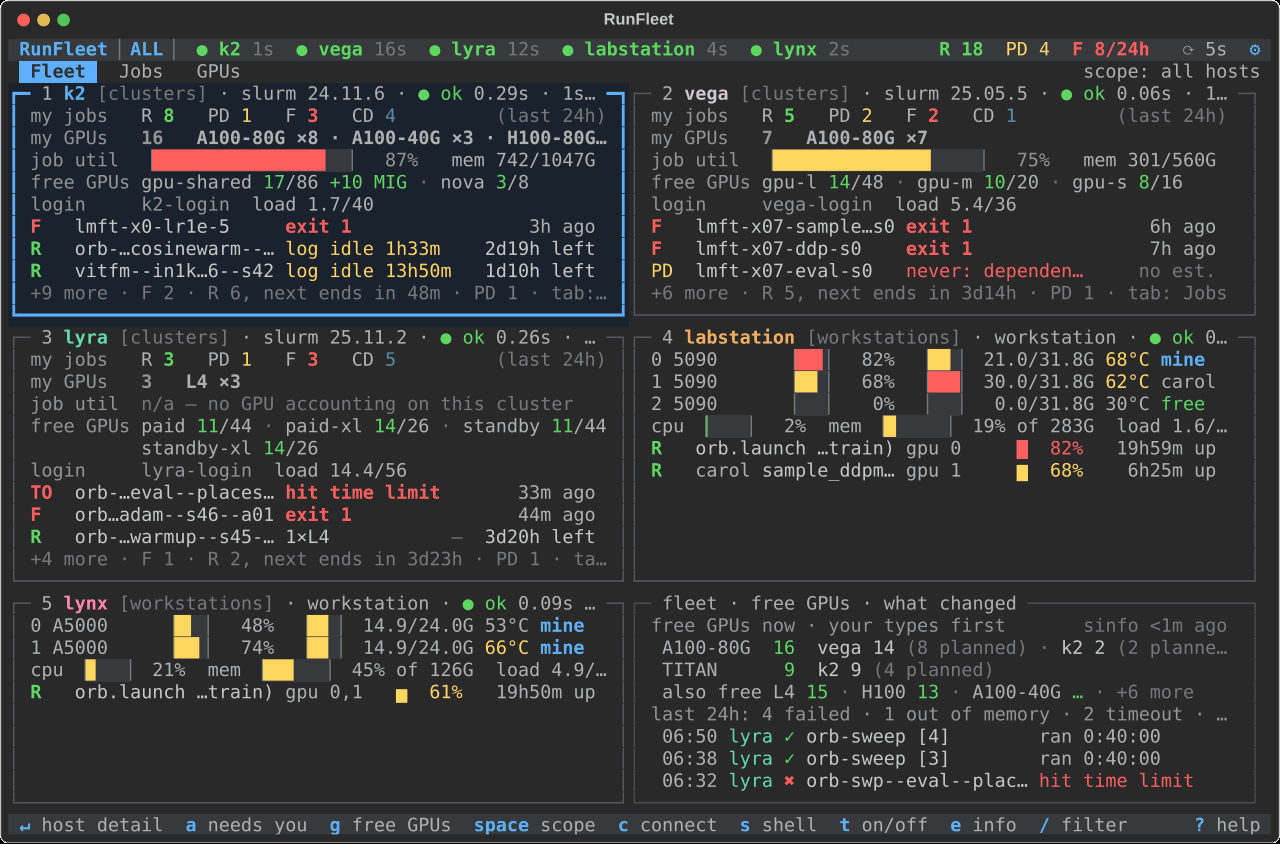 RunFleet
RunFleet │ ALL │ ● k2 1s ● vega 16s ● lyra 12s ● labstation 4s ● lynx 2s R 18 PD 4 F 8/24h ⟳ 5s ⚙
Fleet Jobs GPUs scope: all hosts
1 k2 [clusters] · slurm 24.11.6 · ● ok 0.29s · 1s…
my jobs R 8 PD 1 F 3 CD 4 (last 24h)
my GPUs 16 A100-80G ×8 · A100-40G ×3 · H100-80G…
job util 87% mem 742/1047G
free GPUs gpu-shared 17/86 +10 MIG · nova 3/8
login k2-login load 1.7/40
F lmft-x0-lr1e-5 exit 1 3h ago
R orb-…cosinewarm--… log idle 1h33m 2d19h left
R vitfm--in1k…6--s42 log idle 13h50m 1d10h left
+9 more · F 2 · R 6, next ends in 48m · PD 1 · tab:…
2 vega [clusters] · slurm 25.05.5 · ● ok 0.06s · 1…
my jobs R 5 PD 2 F 2 CD 1 (last 24h)
my GPUs 7 A100-80G ×7
job util 75% mem 301/560G
free GPUs gpu-l 14/48 · gpu-m 10/20 · gpu-s 8/16
login vega-login load 5.4/36
F lmft-x07-sample…s0 exit 1 6h ago
F lmft-x07-ddp-s0 exit 1 7h ago
PD lmft-x07-eval-s0 never: dependen… no est.
+6 more · R 5, next ends in 3d14h · PD 1 · tab: Jobs
3 lyra [clusters] · slurm 25.11.2 · ● ok 0.26s · …
my jobs R 3 PD 1 F 3 CD 5 (last 24h)
my GPUs 3 L4 ×3
job util n/a — no GPU accounting on this cluster
free GPUs paid 11/44 · paid-xl 14/26 · standby 11/44
standby-xl 14/26
login lyra-login load 14.4/56
TO orb-…eval--places… hit time limit 33m ago
F orb…adam--s46--a01 exit 1 44m ago
R orb-…warmup--s45-… 1×L4 — 3d20h left
+4 more · F 1 · R 2, next ends in 3d23h · PD 1 · ta…
4 labstation [workstations] · workstation · ● ok 0…
0 5090 82% 21.0/31.8G 68°C mine
1 5090 68% 30.0/31.8G 62°C carol
2 5090 0% 0.0/31.8G 30°C free
cpu 2% mem 19% of 283G load 1.6/…
R orb.launch …train) gpu 0 82% 19h59m up
R carol sample_ddpm… gpu 1 68% 6h25m up
5 lynx [workstations] · workstation · ● ok 0.09s …
0 A5000 48% 14.9/24.0G 53°C mine
1 A5000 74% 14.9/24.0G 66°C mine
cpu 21% mem 45% of 126G load 4.9/…
R orb.launch …train) gpu 0,1 61% 19h50m up
fleet · free GPUs · what changed
free GPUs now · your types first sinfo <1m ago
A100-80G 16 vega 14 (8 planned) · k2 2 (2 planne…
TITAN 9 k2 9 (4 planned)
also free L4 15 · H100 13 · A100-40G … · +6 more
last 24h: 4 failed · 1 out of memory · 2 timeout · …
06:50 lyra ✓ orb-sweep [4] ran 0:40:00
06:38 lyra ✓ orb-sweep [3] ran 0:40:00
06:32 lyra ✖ orb-swp--eval--plac… hit time limit
↵ host detail a needs you g free GPUs space scope c connect s shell t on/off e info / filter ? help